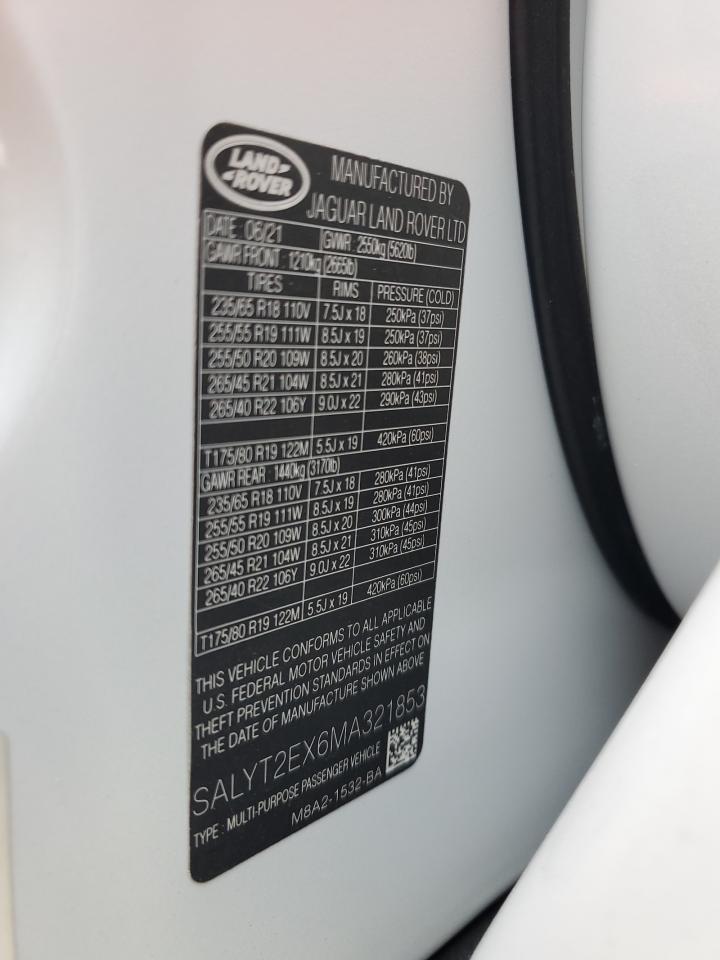 LAND ROVER
MANUFACTURED BY
JAGUAR LAND ROVER LTD
DATE : 06/21 GVWR : 2550kg (5620lb)
GAWR FRONT : 1210kg (2665lb)
TIRES RIMS PRESSURE (COLD)
235/65 R18 110V 7.5J x 18 250kPa (37psi)
255/55 R19 111W 8.5J x 19 250kPa (37psi)
255/50 R20 109W 8.5J x 20 260kPa (38psi)
265/45 R21 104W 8.5J x 21 280kPa (41psi)
265/40 R22 106Y 9.0J x 22 290kPa (43psi)
T175/80 R19 122M 5.5J x 19 420kPa (60psi)
GAWR REAR : 1440kg (3170lb)
235/65 R18 110V 7.5J x 18 280kPa (41psi)
255/55 R19 111W 8.5J x 19 280kPa (41psi)
255/50 R20 109W 8.5J x 20 300kPa (44psi)
265/45 R21 104W 8.5J x 21 310kPa (45psi)
265/40 R22 106Y 9.0J x 22 310kPa (45psi)
T175/80 R19 122M 5.5J x 19 420kPa (60psi)
THIS VEHICLE CONFORMS TO ALL APPLICABLE
U.S. FEDERAL MOTOR VEHICLE SAFETY AND
THEFT PREVENTION STANDARDS IN EFFECT ON
THE DATE OF MANUFACTURE SHOWN ABOVE
SALYT2EX6MA321853
TYPE : MULTI-PURPOSE PASSENGER VEHICLE
M8A2-1532-BA